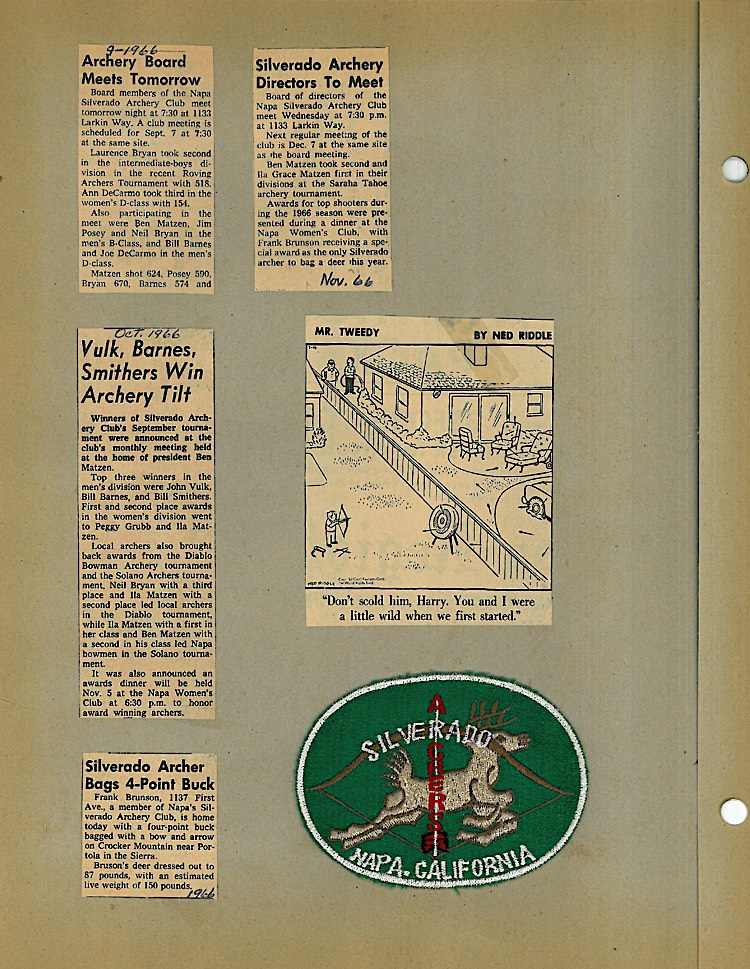 9-1966
Archery Board
Meets Tomorrow
Board members of the Napa
Silverado Archery Club meet
tomorrow night at 7:30 at 1133
Larkin Way. A club meeting is
scheduled for Sept. 7 at 7:30
at the same site.
Laurence Bryan took second
in the intermediate-boys di-
vision in the recent Roving
Archers Tournament with 518.
Ann DeCarmo took third in the
women's D-class with 154.
Also participating in the
meet were Ben Matzen, Jim
Posey and Neil Bryan in the
men's B-Class, and Bill Barnes
and Joe DeCarmo in the men's
D-class.
Matzen shot 624, Posey 590,
Bryan 670, Barnes 574 and
Silverado Archery
Directors To Meet
Board of directors of the
Napa Silverado Archery Club
meet Wednesday at 7:30 p.m.
at 1133 Larkin Way.
Next regular meeting of the
club is Dec. 7 at the same site
as the board meeting.
Ben Matzen took second and
Ila Grace Matzen first in their
divisions at the Saraha Tahoe
archery tournament.
Awards for top shooters dur-
ing the 1966 season were pre-
sented during a dinner at the
Napa Women's Club, with
Frank Brunson receiving a spe-
cial award as the only Silverado
archer to bag a deer this year.
Nov. 66
Oct. 1966
Vulk, Barnes,
Smithers Win
Archery Tilt
Winners of Silverado Arch-
ery Club's September tourna-
ment were announced at the
club's monthly meeting held
at the home of president Ben
Matzen.
Top three winners in the
men's division were John Vulk,
Bill Barnes, and Bill Smithers.
First and second place awards
in the women's division went
to Peggy Grubb and Ila Mat-
zen.
Local archers also brought
back awards from the Diablo
Bowman Archery tournament
and the Solano Archers tourna-
ment, Neil Bryan with a third
place and Ila Matzen with a
second place led local archers
in the Diablo tournament,
while Ila Matzen with a first in
her class and Ben Matzen with
a second in his class led Napa
bowmen in the Solano tourna-
ment.
It was also announced an
awards dinner will be held
Nov. 5 at the Napa Women's
Club at 6:30 p.m. to honor
award winning archers.
Silverado Archer
Bags 4-Point Buck
Frank Brunson, 1137 First
Ave., a member of Napa's Sil-
verado Archery Club, is home
today with a four-point buck
bagged with a bow and arrow
on Crocker Mountain near Por-
tola in the Sierra.
Bruson's deer dressed out to
87 pounds, with an estimated
live weight of 150 pounds.
1966
MR. TWEEDY BY NED RIDDLE
NED RIDDLE
"Don't scold him, Harry. You and I were
a little wild when we first started."
SILVERADO
ARCHERS
NAPA. CALIFORNIA